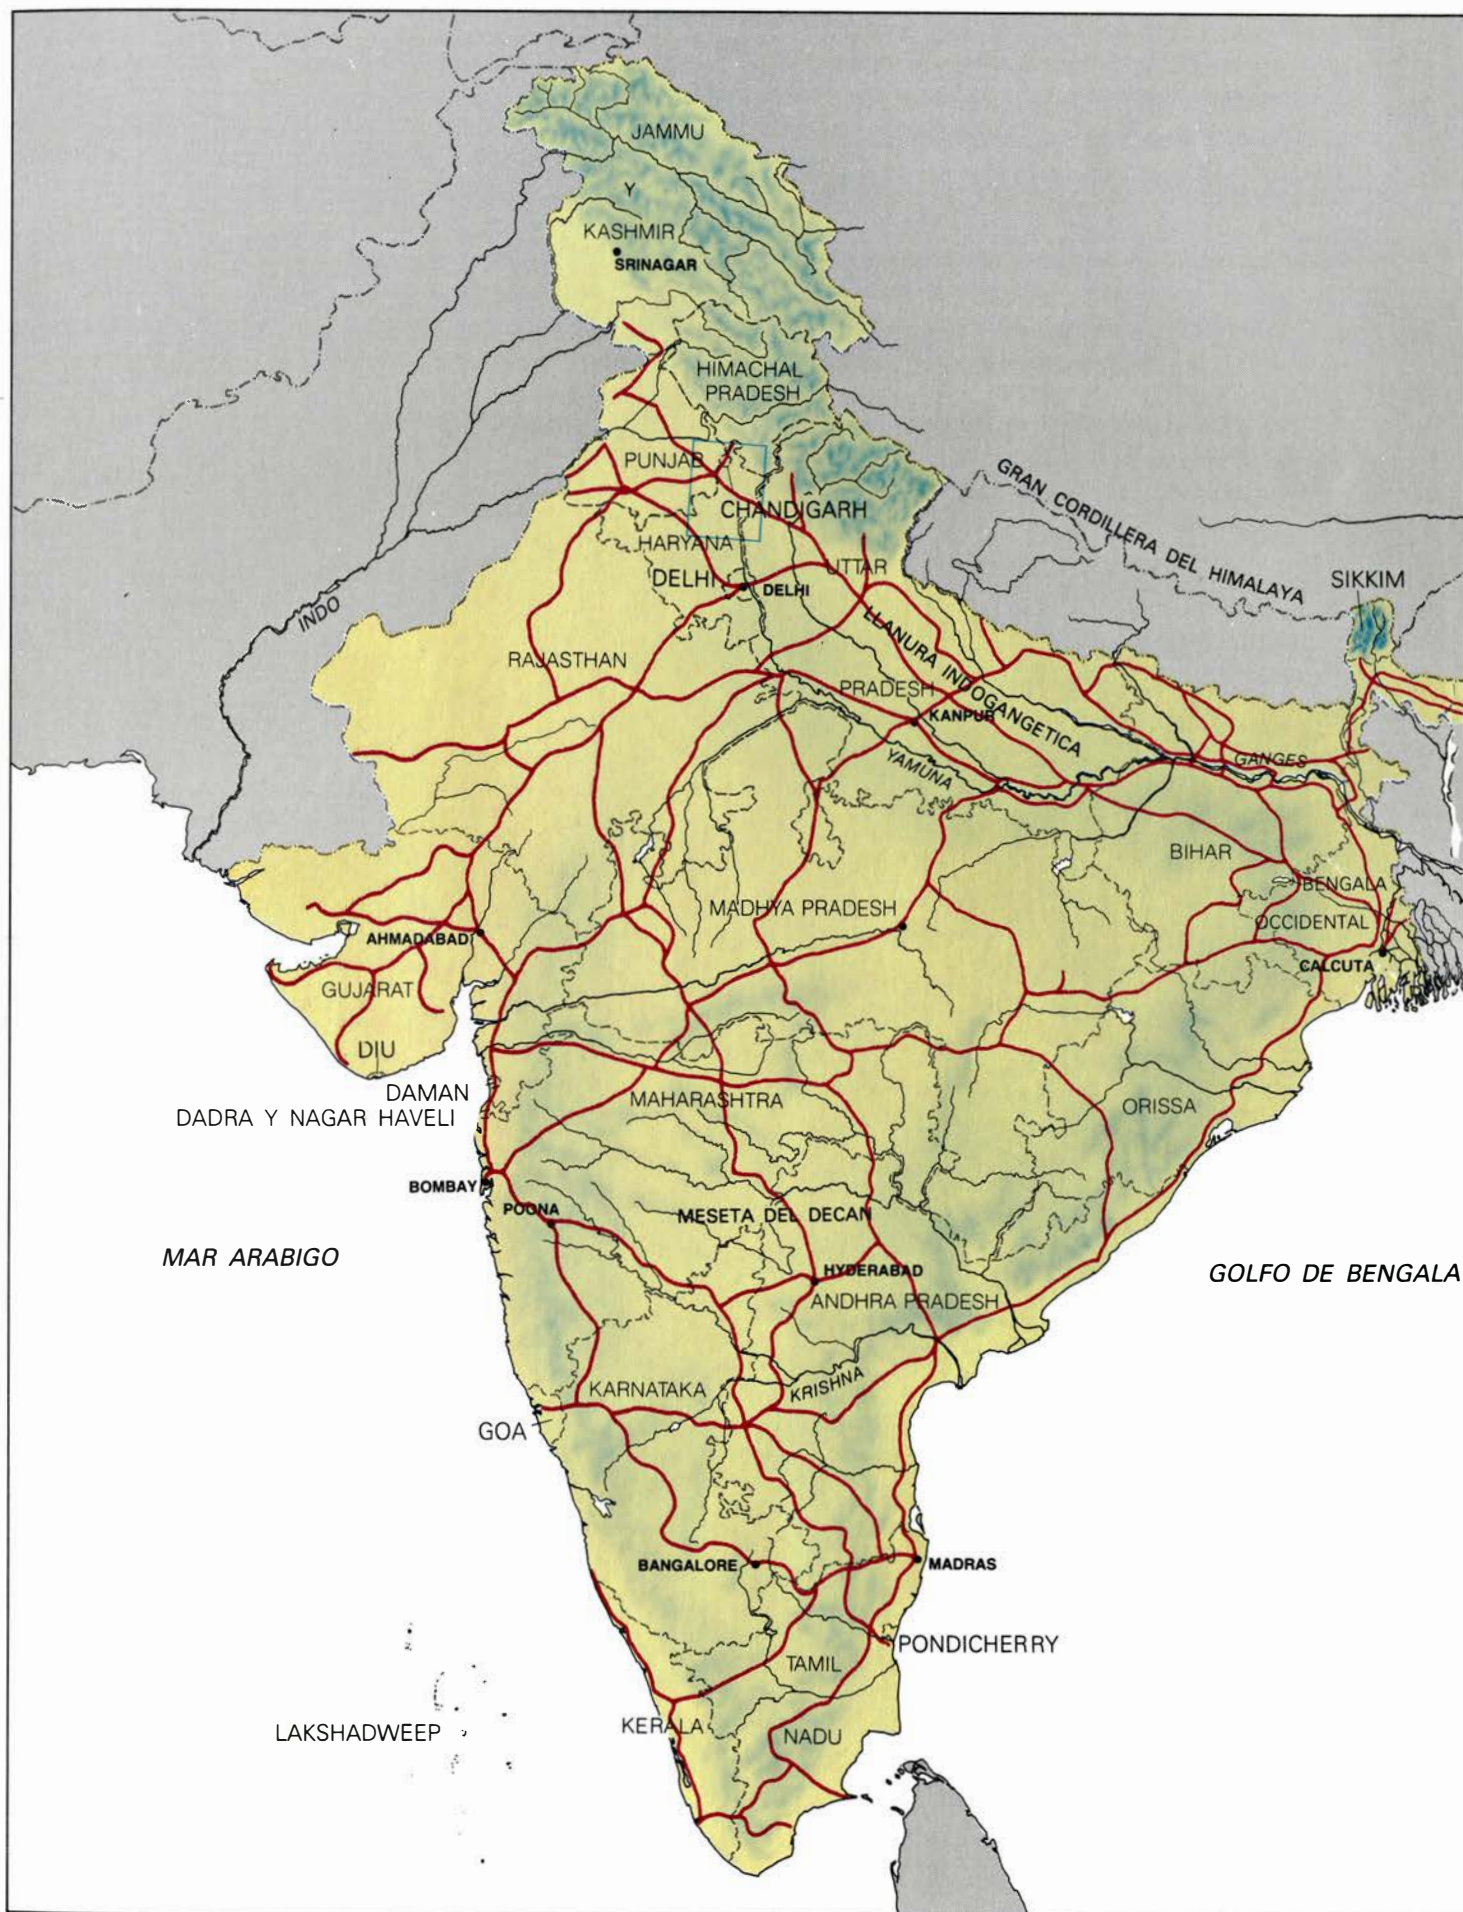 JAMMU
Y
KASHMIR
SRINAGAR
HIMACHAL
PRADESH
PUNJAB
GRAN CORDILLERA DEL HIMALAYA
CHANDIGARH
HARYANA
UTTAR
DELHI
DELHI
SIKKIM
INDO
LLANURA INDOGANGETICA
RAJASTHAN
PRADESH
KANPUR
YAMUNA
GANGES
BIHAR
BENGALA
MADHYA PRADESH
OCCIDENTAL
AHMADABAD
CALCUTA
GUJARAT
DIU
DAMAN
MAHARASHTRA
ORISSA
DADRA Y NAGAR HAVELI
BOMBAY
POONA
MESETA DEL DECAN
MAR ARABIGO
HYDERABAD
GOLFO DE BENGALA
ANDHRA PRADESH
KRISHNA
KARNATAKA
GOA
BANGALORE
MADRAS
PONDICHERRY
TAMIL
KERALA
LAKSHADWEEP
NADU